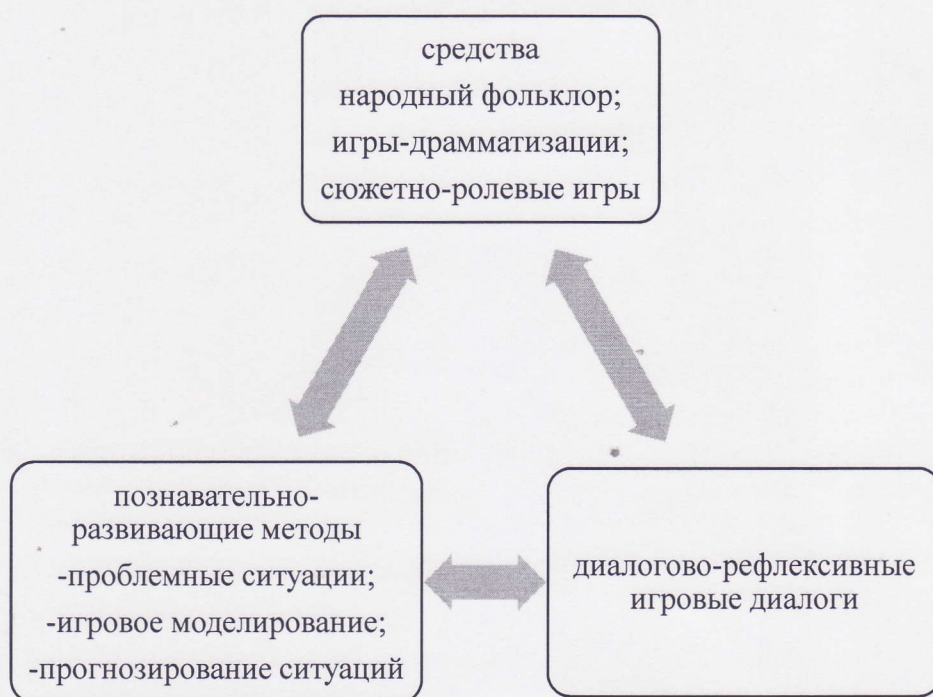 средства
народный фольклор;
игры-драмматизации;
сюжетно-ролевые игры
познавательно-
развивающие методы
-проблемные ситуации;
-игровое моделирование;
-прогнозирование ситуаций
диалогово-рефлексивные
игровые диалоги